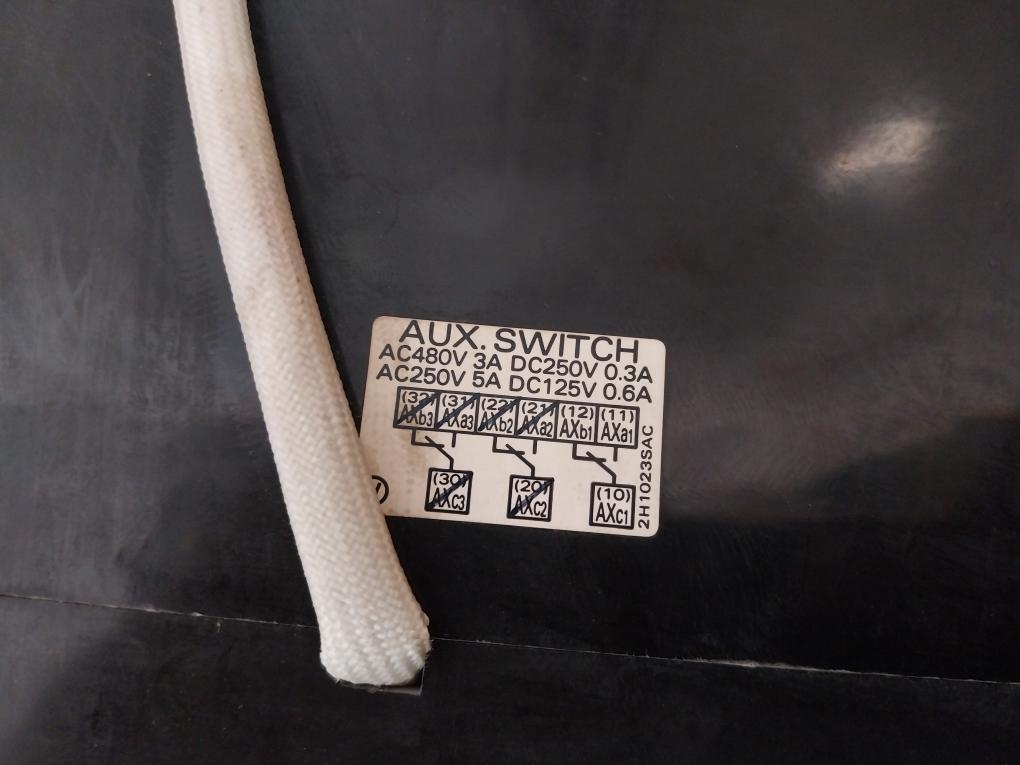 AUX. SWITCH
AC480V 3A DC250V 0.3A
AC250V 5A DC125V 0.6A
(32) (31) (22) (21) (12) (11)
AXb3 AXa3 AXb2 AXa2 AXb1 AXa1
(30) (20) (10)
AXc3 AXc2 AXc1
2H1023SAC